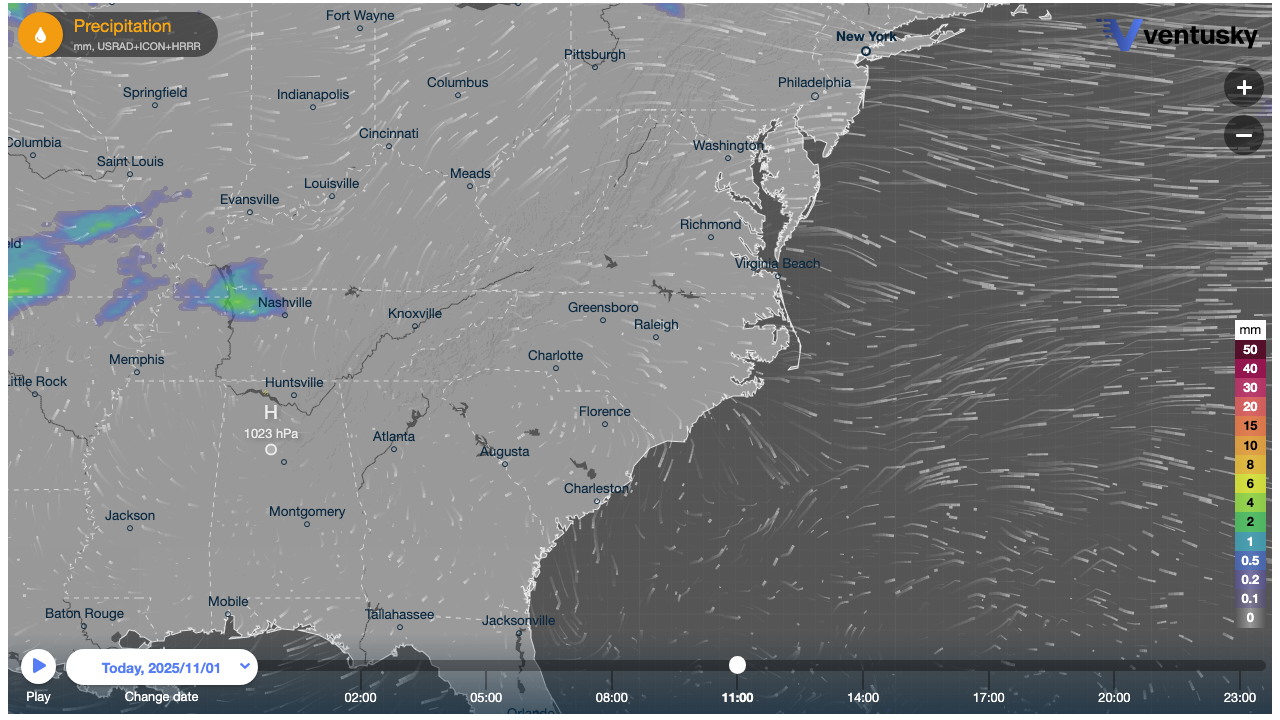 Precipitation
mm, USRAD+ICON+HRRR
Fort Wayne
New York
ventusky
Pittsburgh
+
Columbus
Philadelphia
Springfield
Indianapolis
−
Cincinnati
Columbia
Washington
Saint Louis
Meads
Louisville
Evansville
Richmond
eld
Virginia Beach
Nashville
Greensboro
Knoxville
Raleigh
mm
50
Charlotte
Memphis
40
Little Rock
Huntsville
30
H
Florence
20
1023 hPa
Atlanta
15
10
Augusta
8
6
Charleston
4
Jackson
Montgomery
2
1
0.5
0.2
Mobile
0.1
Baton Rouge
Tallahassee
Jacksonville
0
Today, 2025/11/01
Play
Change date
02:00
05:00
08:00
11:00
14:00
17:00
20:00
23:00
Orlando